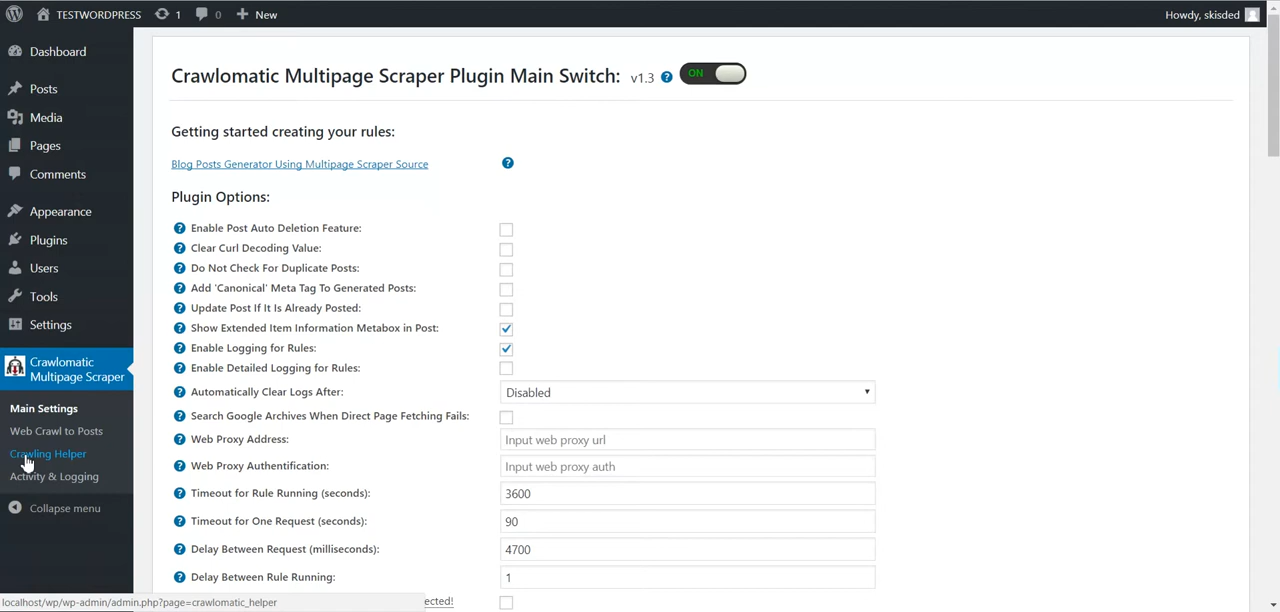 TESTWORDPRESS 1 0 New Howdy, skisded
Dashboard
Posts
Media
Pages
Comments
Appearance
Plugins
Users
Tools
Settings
Crawlomatic
Multipage Scraper
Main Settings
Web Crawl to Posts
Crawling Helper
Activity & Logging
Collapse menu
Crawlomatic Multipage Scraper Plugin Main Switch: v1.3 ? ON
Getting started creating your rules:
Blog Posts Generator Using Multipage Scraper Source ?
Plugin Options:
? Enable Post Auto Deletion Feature:
? Clear Curl Decoding Value:
? Do Not Check For Duplicate Posts:
? Add 'Canonical' Meta Tag To Generated Posts:
? Update Post If It Is Already Posted:
? Show Extended Item Information Metabox in Post:
? Enable Logging for Rules:
? Enable Detailed Logging for Rules:
? Automatically Clear Logs After: Disabled
? Search Google Archives When Direct Page Fetching Fails:
? Web Proxy Address: Input web proxy url
? Web Proxy Authentification: Input web proxy auth
? Timeout for Rule Running (seconds): 3600
? Timeout for One Request (seconds): 90
? Delay Between Request (milliseconds): 4700
? Delay Between Rule Running: 1
localhost/wp/wp-admin/admin.php?page=crawlomatic_helper ected!